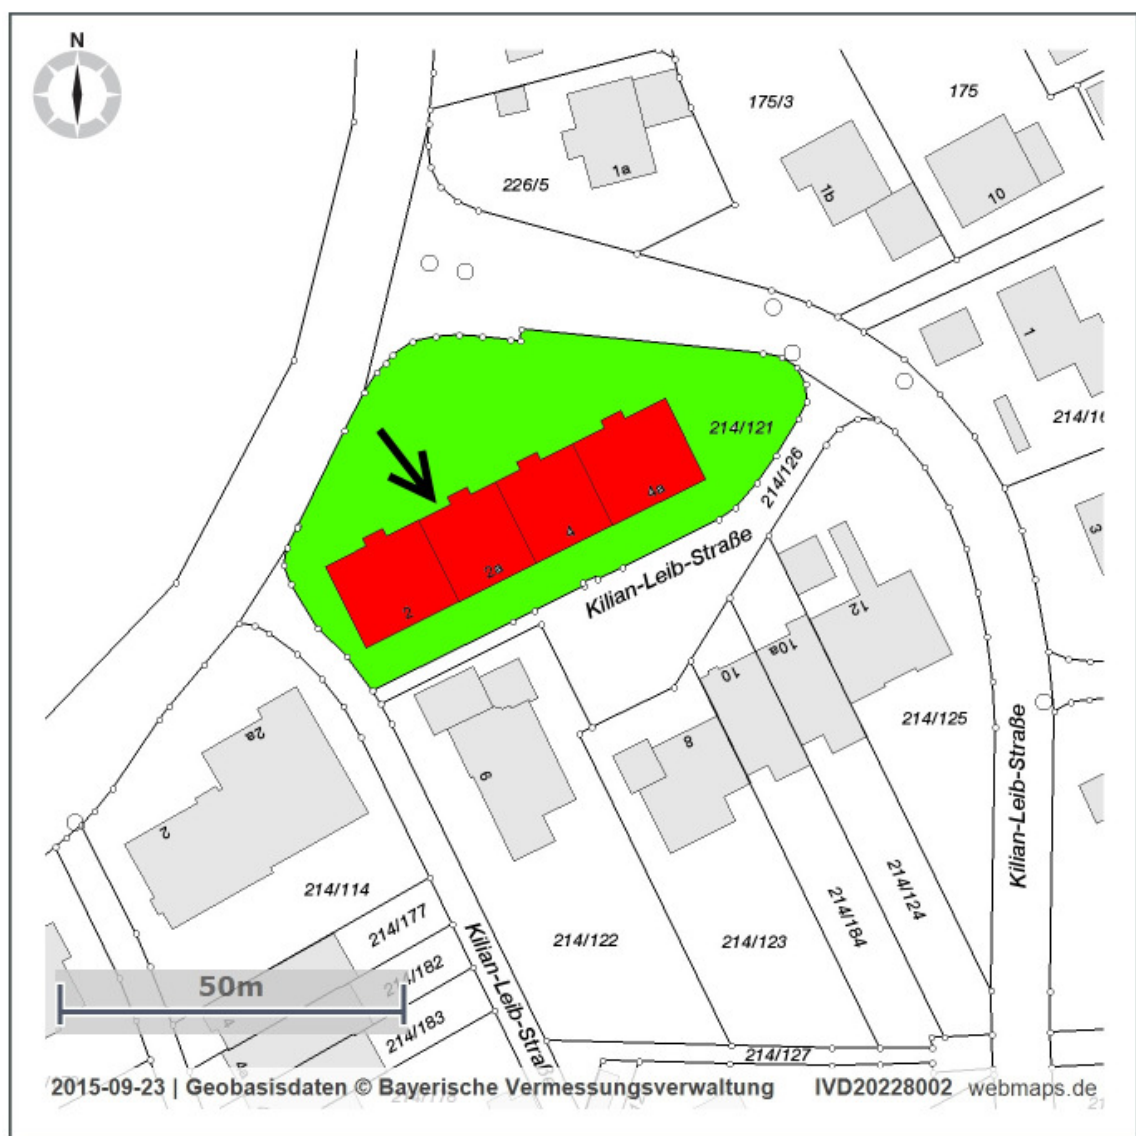 N
175/3
175
226/5
1a
1b
10
1
214/16
214/121
214/126
4a
4
2a
2
Kilian-Leib-Straße
3
12
10a
10
8
6
214/125
2a
2
Kilian-Leib-Straße
214/114
214/177
214/182
214/183
214/122
214/123
214/184
214/124
Kilian-Leib-Straße
50m
4
214/127
2015-09-23 | Geobasisdaten © Bayerische Vermessungsverwaltung IVD20228002 webmaps.de